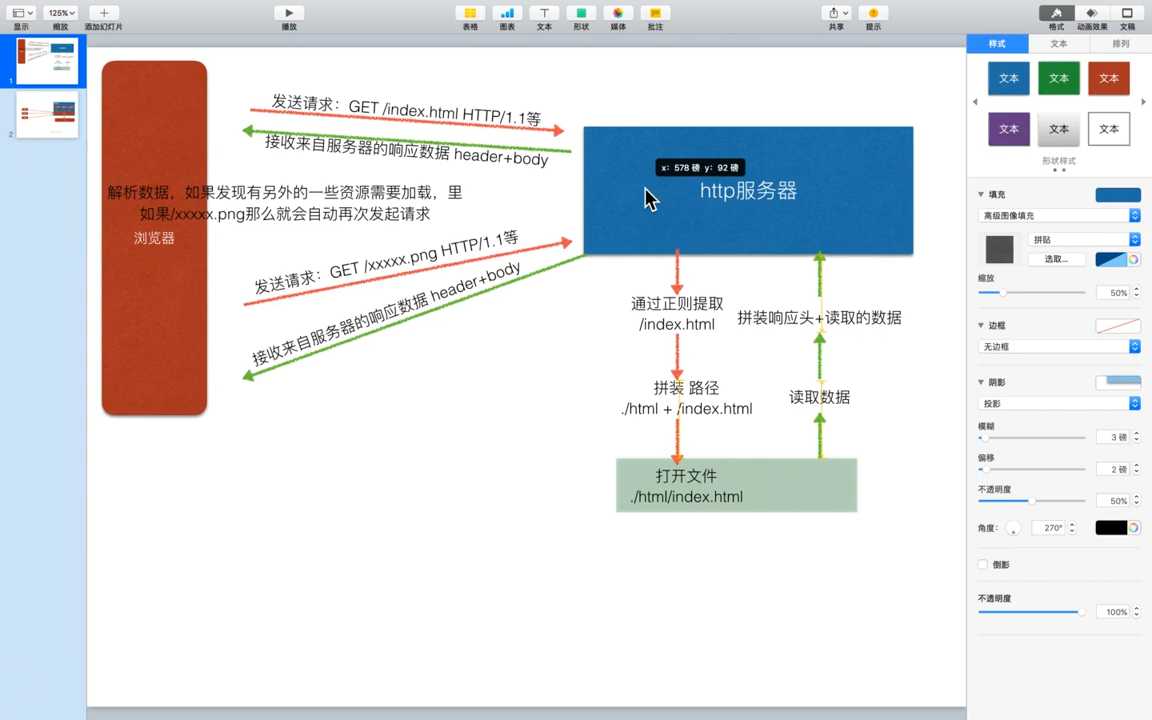 显示
125%
缩放
添加幻灯片
播放
表格
图表
文本
形状
媒体
批注
共享
提示
格式
动画效果
文稿
1
2
发送请求：GET /index.html HTTP/1.1等
接收来自服务器的响应数据 header+body
解析数据，如果发现有另外的一些资源需要加载，里
如果/xxxxx.png那么就会自动再次发起请求
浏览器
发送请求：GET /xxxxx.png HTTP/1.1等
接收来自服务器的响应数据 header+body
x: 578 磅 y: 92 磅
http服务器
通过正则提取
/index.html
拼装响应头+读取的数据
拼装 路径
./html + /index.html
读取数据
打开文件
./html/index.html
样式
文本
排列
文本
文本
文本
文本
文本
文本
形状样式
填充
高级图像填充
拼贴
选取...
缩放
50%
边框
无边框
阴影
投影
模糊
3 磅
偏移
2 磅
不透明度
50%
角度：
270°
倒影
不透明度
100%